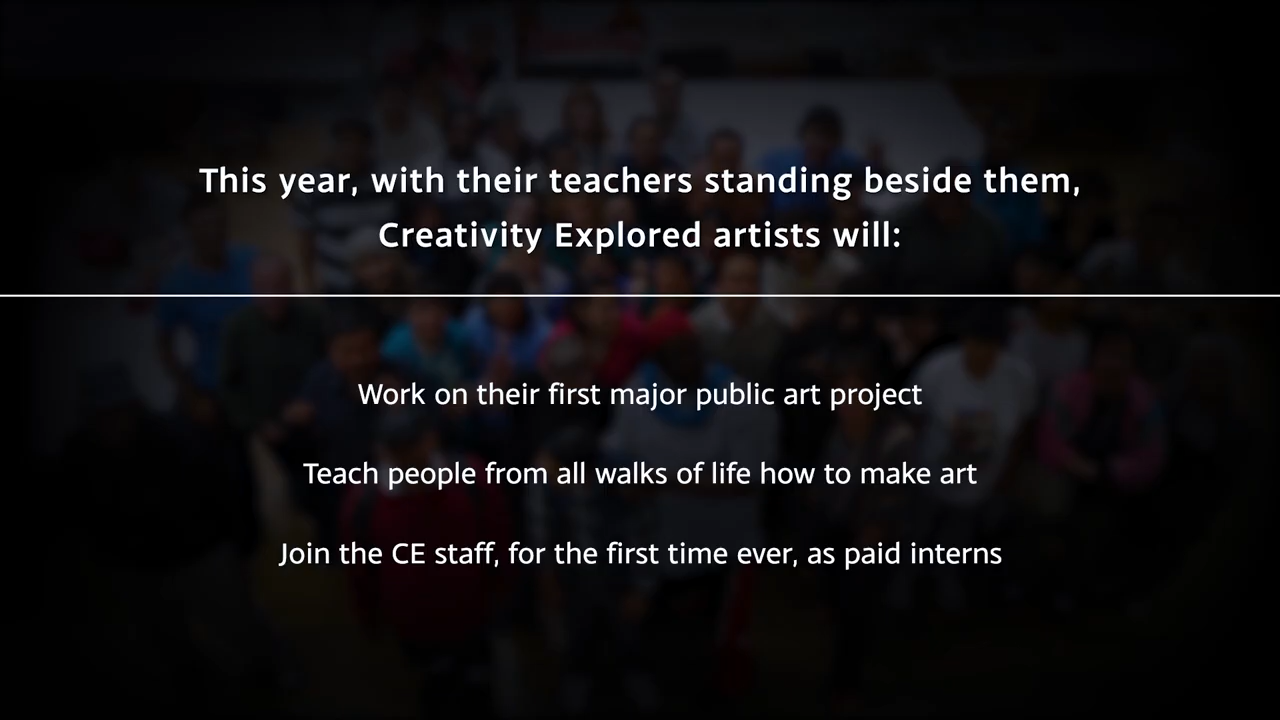 This year, with their teachers standing beside them,
Creativity Explored artists will:
Work on their first major public art project
Teach people from all walks of life how to make art
Join the CE staff, for the first time ever, as paid interns